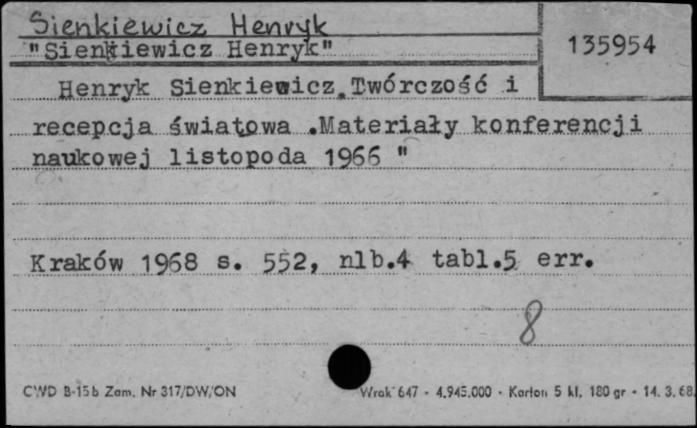 Sienkiewicz Henryk
"Sienkiewicz Henryk"
135954
Henryk Sienkiewicz.Twórczość i
recepcja światowa .Materiały konferencji
naukowej listopoda 1966 "
Kraków 1968 s. 552, nlb.4 tabl.5 err.
8
CWD B-15b Zam. Nr 317/DW/ON Wrak 647 - 4.945.000 - Karton 5 kl. 180 gr - 14. 3. 68